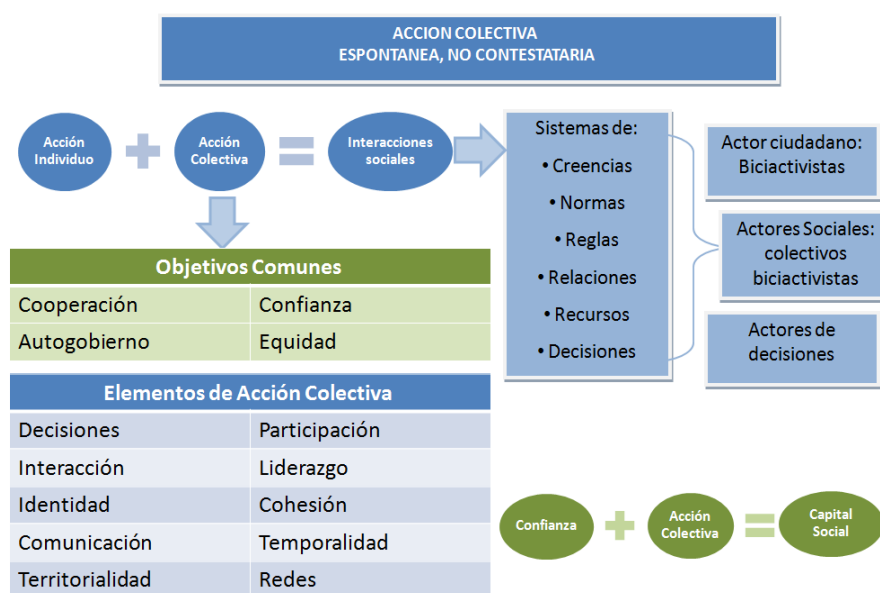 ACCION COLECTIVA
ESPONTANEA, NO CONTESTATARIA
Acción
Individuo
Acción
Colectiva
Interacciones
sociales
Sistemas de:
• Creencias
• Normas
• Reglas
• Relaciones
• Recursos
• Decisiones
Actor ciudadano:
Biciactivistas
Actores Sociales:
colectivos
biciactivistas
Actores de
decisiones
Objetivos Comunes
Cooperación Confianza
Autogobierno Equidad
Elementos de Acción Colectiva
Decisiones Participación
Interacción Liderazgo
Identidad Cohesión
Comunicación Temporalidad
Territorialidad Redes
Confianza
Acción
Colectiva
Capital
Social